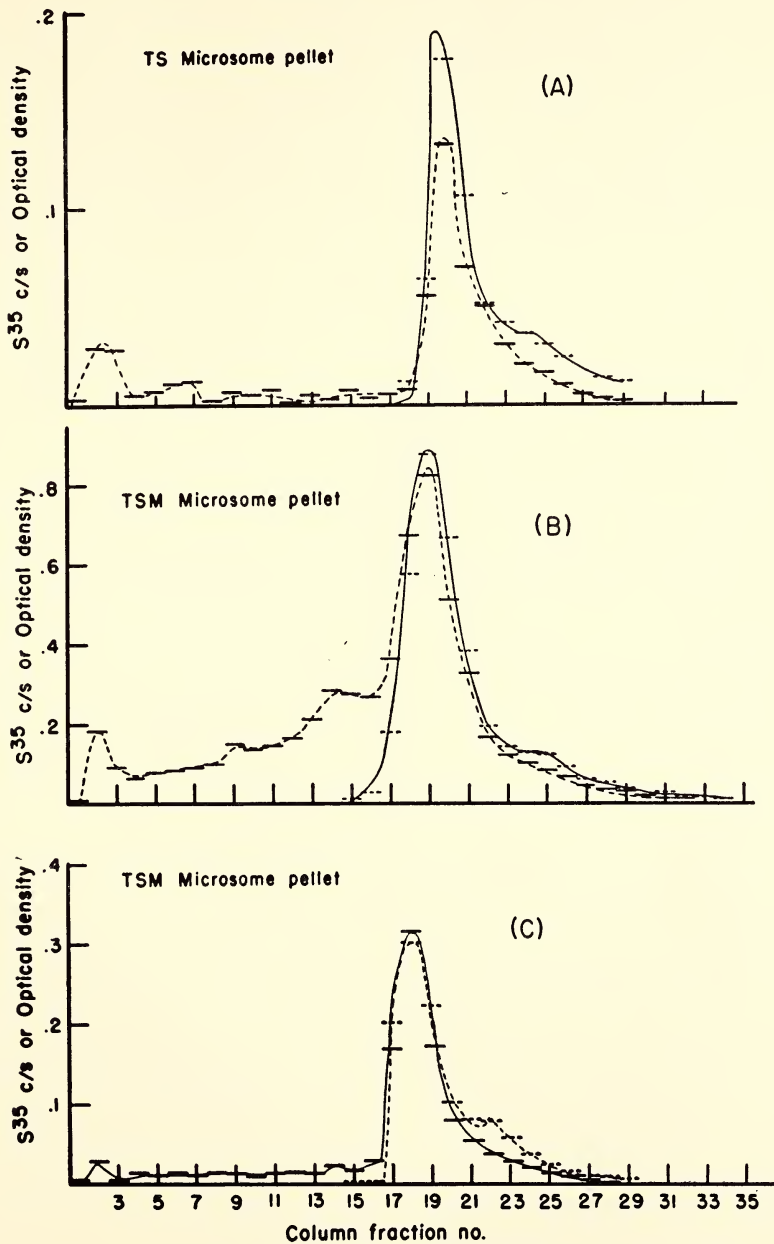 .2
TS Microsome pellet
(A)
.1
S35 c/s or Optical density
TSM Microsome pellet
(B)
.8
.6
.4
.2
S35 c/s or Optical density
.4
TSM Microsome pellet
(C)
.3
.2
.1
S35 c/s or Optical density
3 5 7 9 11 13 15 17 19 21 23 25 27 29 31 33 35
Column fraction no.